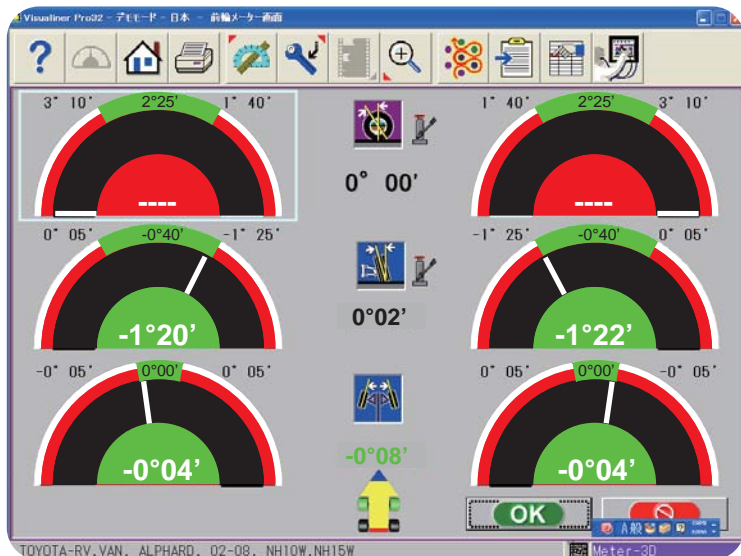 Visualiner Pro32 - デモモード - 日本 - 前輪メーター画面
?
3° 10' 2°25' 1° 40'
1° 40' 2°25' 3° 10'
----
0° 00'
----
0° 05' -0°40' -1° 25'
-1° 25' -0°40' 0° 05'
-1°20'
0°02'
-1°22'
-0° 05' 0°00' 0° 05'
0° 05' 0°00' -0° 05'
-0°04'
-0°08'
-0°04'
OK
A 般
TOYOTA-RV,VAN, ALPHARD, 02-08, NH10W,NH15W
Meter-3D